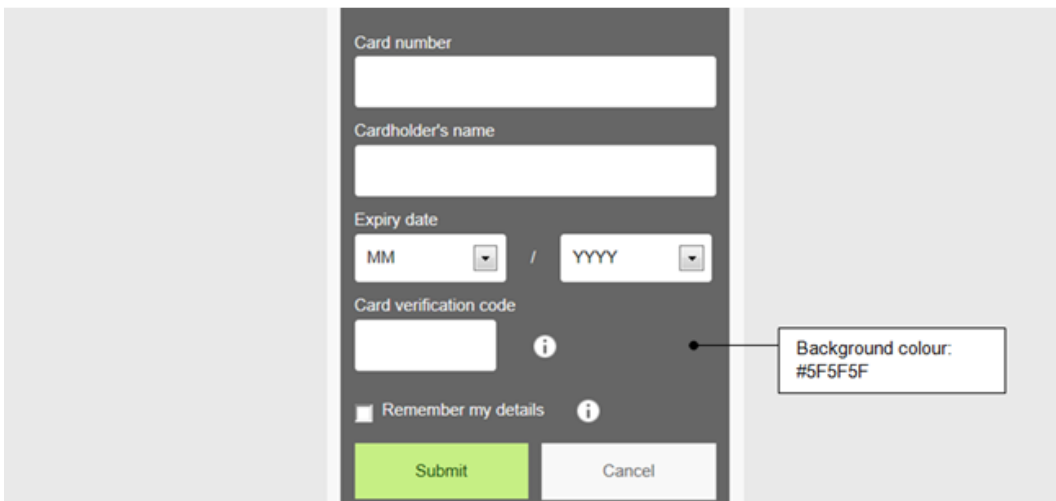 Card number
Cardholder's name
Expiry date
MM / YYYY
Card verification code
Background colour:
#5F5F5F
Remember my details
Submit Cancel